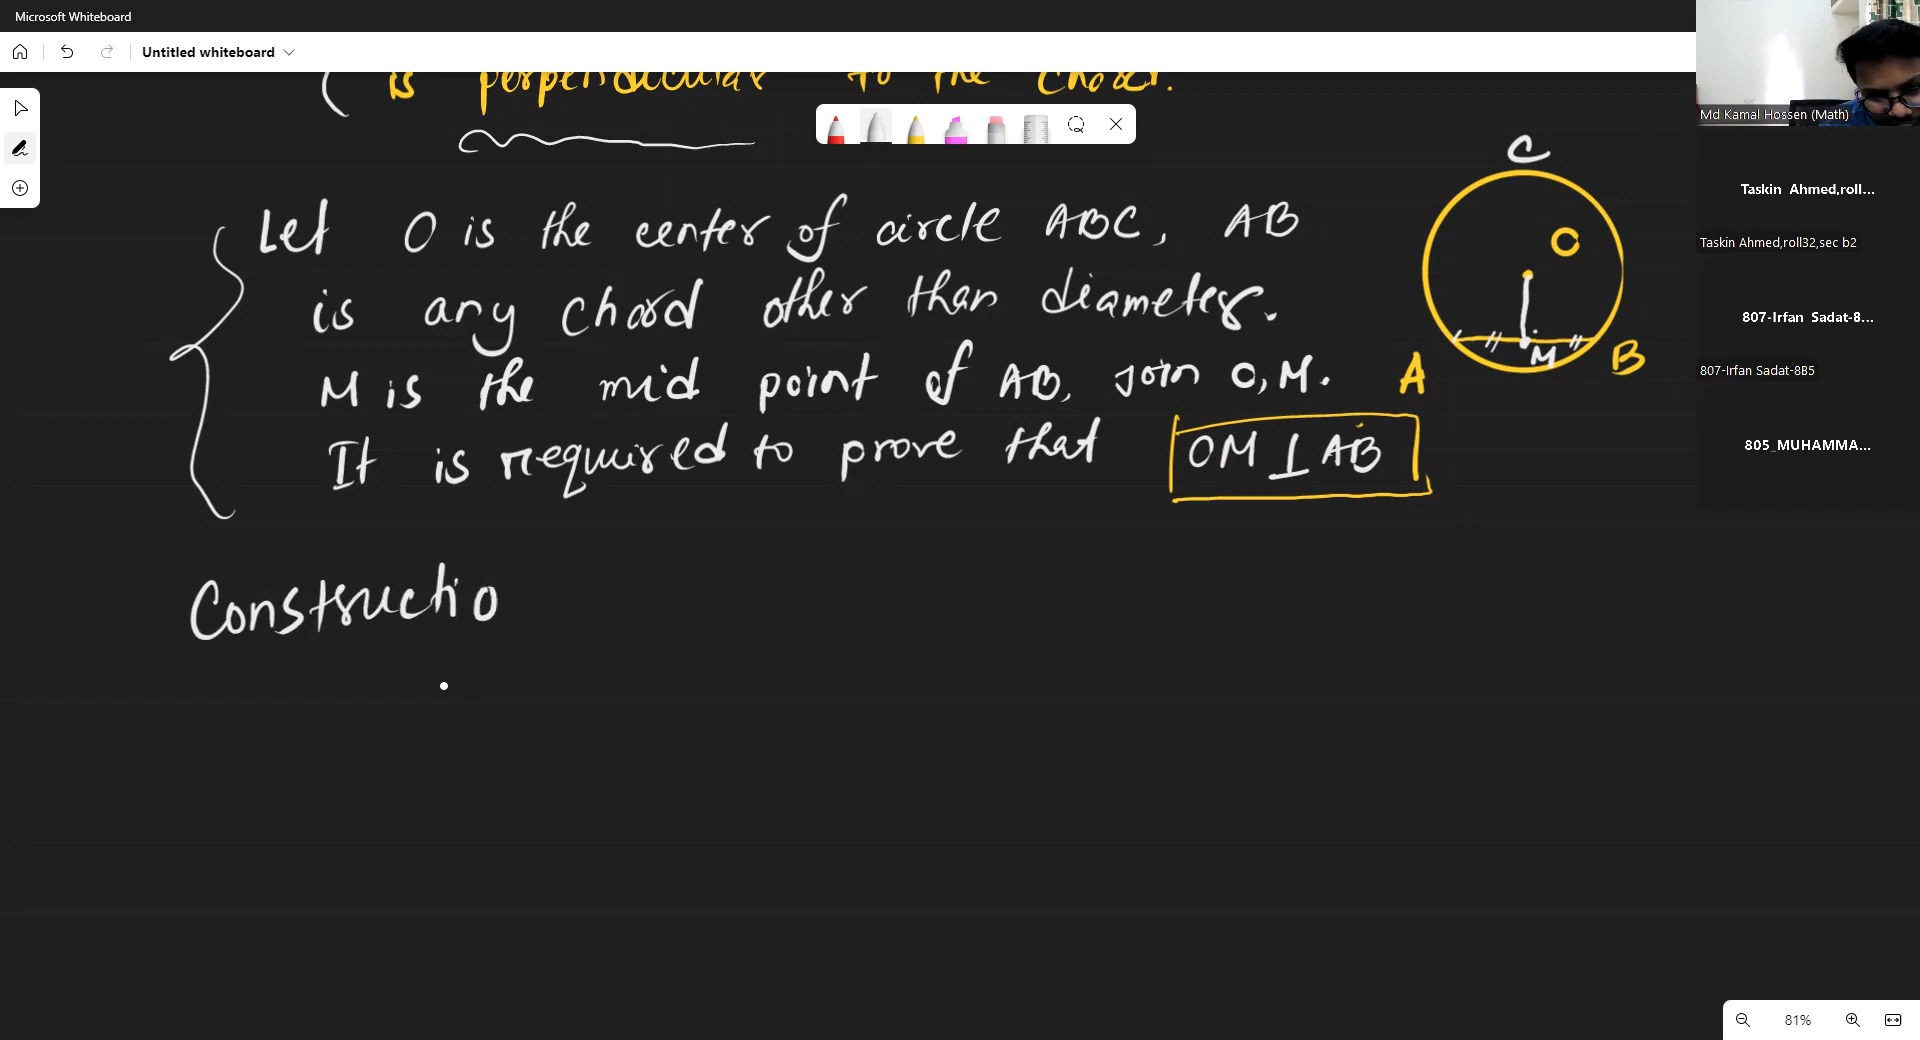 Microsoft Whiteboard
Untitled whiteboard
is perpendicular to the chord.
Md Kamal Hossen (Math)
C
Taskin Ahmed,roll...
Let O is the center of circle ABC, AB
O
Taskin Ahmed,roll32,sec b2
is any chord other than diameter.
807-Irfan Sadat-8...
M
B
M is the mid point of AB, join O,M.
A
807-Irfan Sadat-8B5
It is required to prove that OM⊥AB
805_MUHAMMA...
Constructio
81%